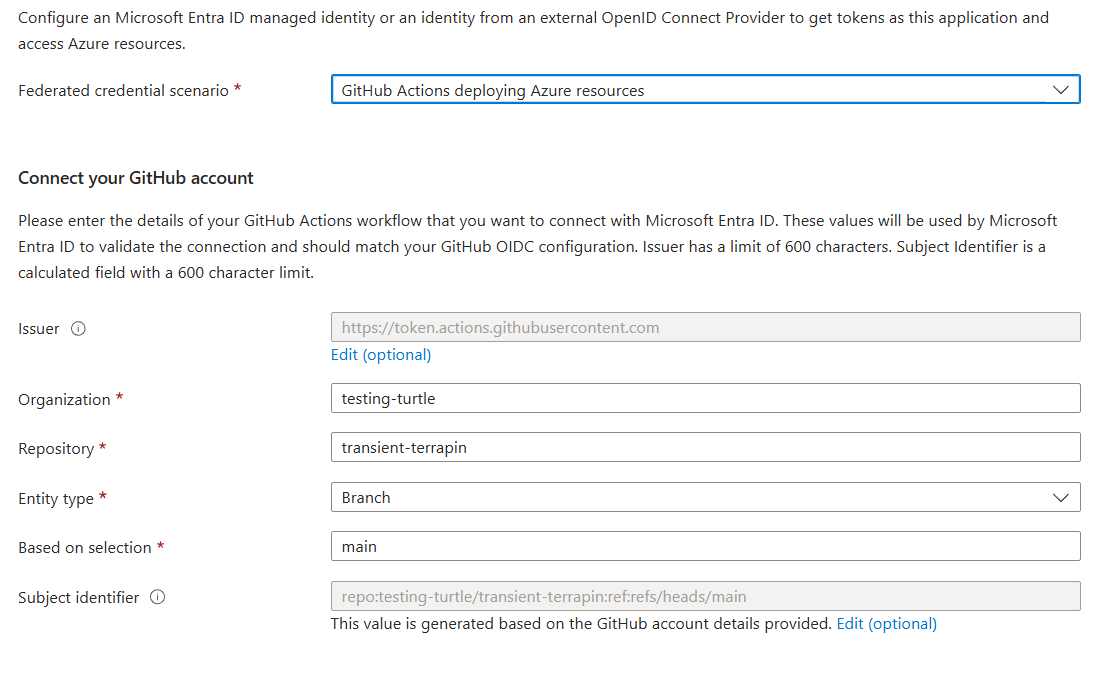 Configure an Microsoft Entra ID managed identity or an identity from an external OpenID Connect Provider to get tokens as this application and
access Azure resources.
Federated credential scenario *
GitHub Actions deploying Azure resources
Connect your GitHub account
Please enter the details of your GitHub Actions workflow that you want to connect with Microsoft Entra ID. These values will be used by Microsoft
Entra ID to validate the connection and should match your GitHub OIDC configuration. Issuer has a limit of 600 characters. Subject Identifier is a
calculated field with a 600 character limit.
Issuer
https://token.actions.githubusercontent.com
Edit (optional)
Organization *
testing-turtle
Repository *
transient-terrapin
Entity type *
Branch
Based on selection *
main
Subject identifier
repo:testing-turtle/transient-terrapin:ref:refs/heads/main
This value is generated based on the GitHub account details provided. Edit (optional)